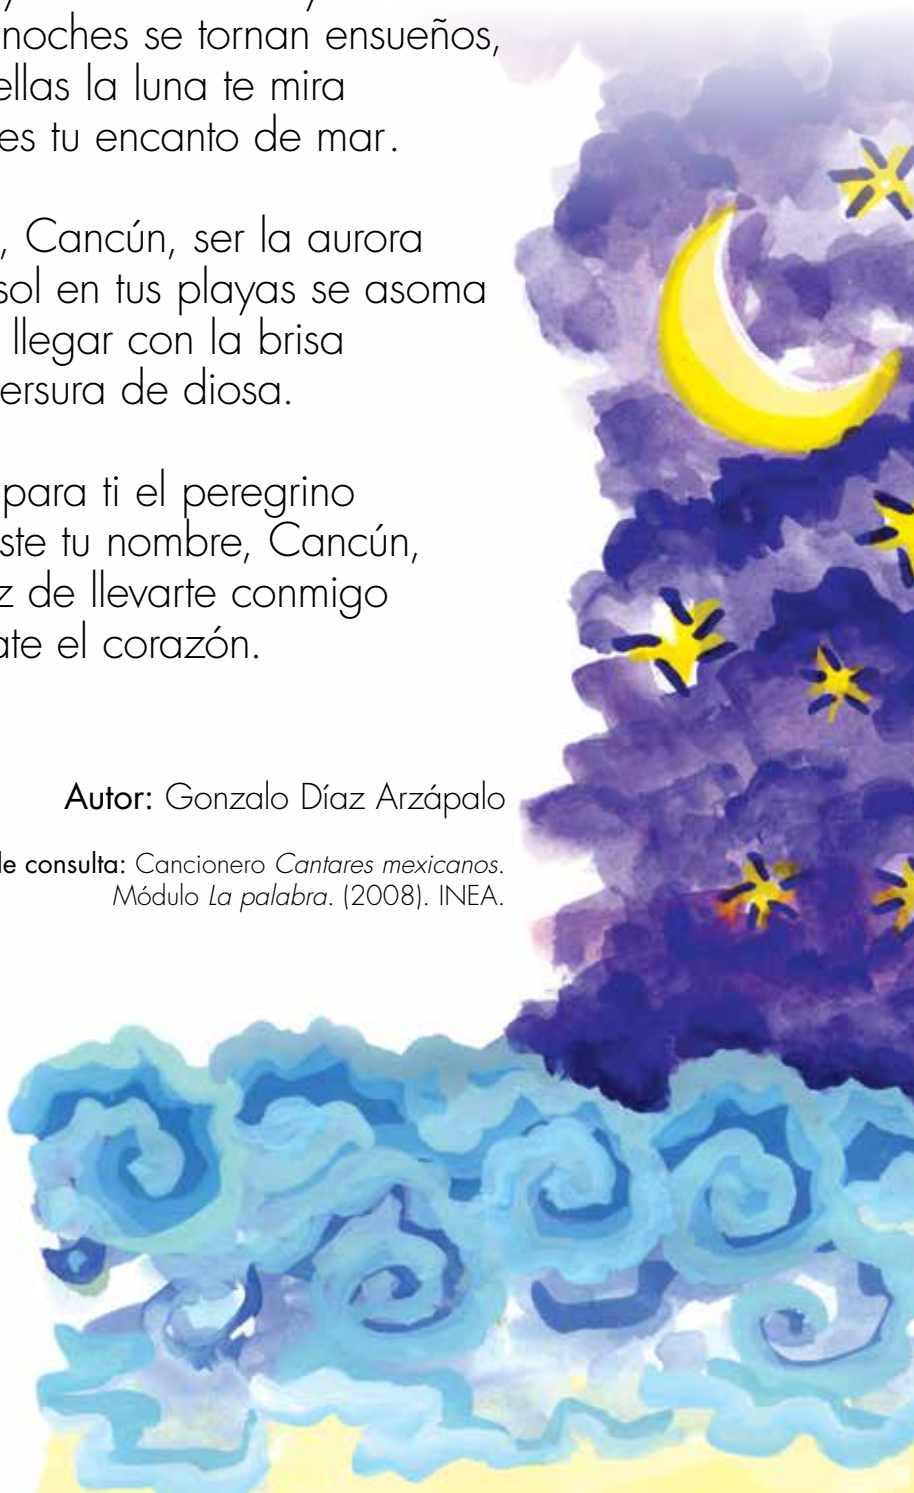 noches se tornan ensueños,
ellas la luna te mira
es tu encanto de mar.
, Cancún, ser la aurora
sol en tus playas se asoma
llegar con la brisa
ersura de diosa.
para ti el peregrino
ste tu nombre, Cancún,
z de llevarte conmigo
ate el corazón.
Autor: Gonzalo Díaz Arzápalo
de consulta: Cancionero Cantares mexicanos.
Módulo La palabra. (2008). INEA.